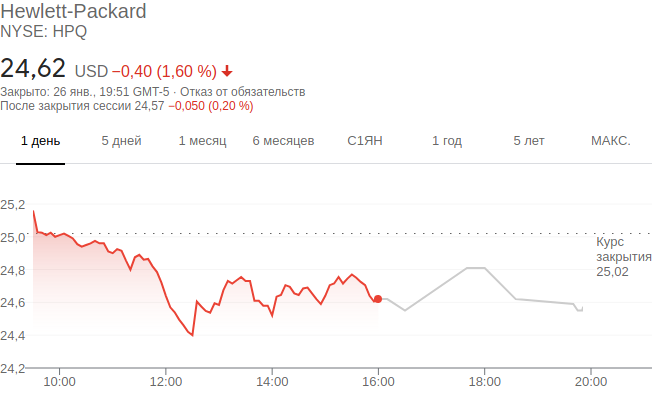 Hewlett-Packard
NYSE: HPQ
24,62 USD −0,40 (1,60 %)
Закрыто: 26 янв., 19:51 GMT-5 · Отказ от обязательств
После закрытия сессии 24,57 −0,050 (0,20 %)
1 день 5 дней 1 месяц 6 месяцев С1ЯН 1 год 5 лет МАКС.
25,2
25,0
24,8
24,6
24,4
24,2
Курс
закрытия
25,02
10:00 12:00 14:00 16:00 18:00 20:00